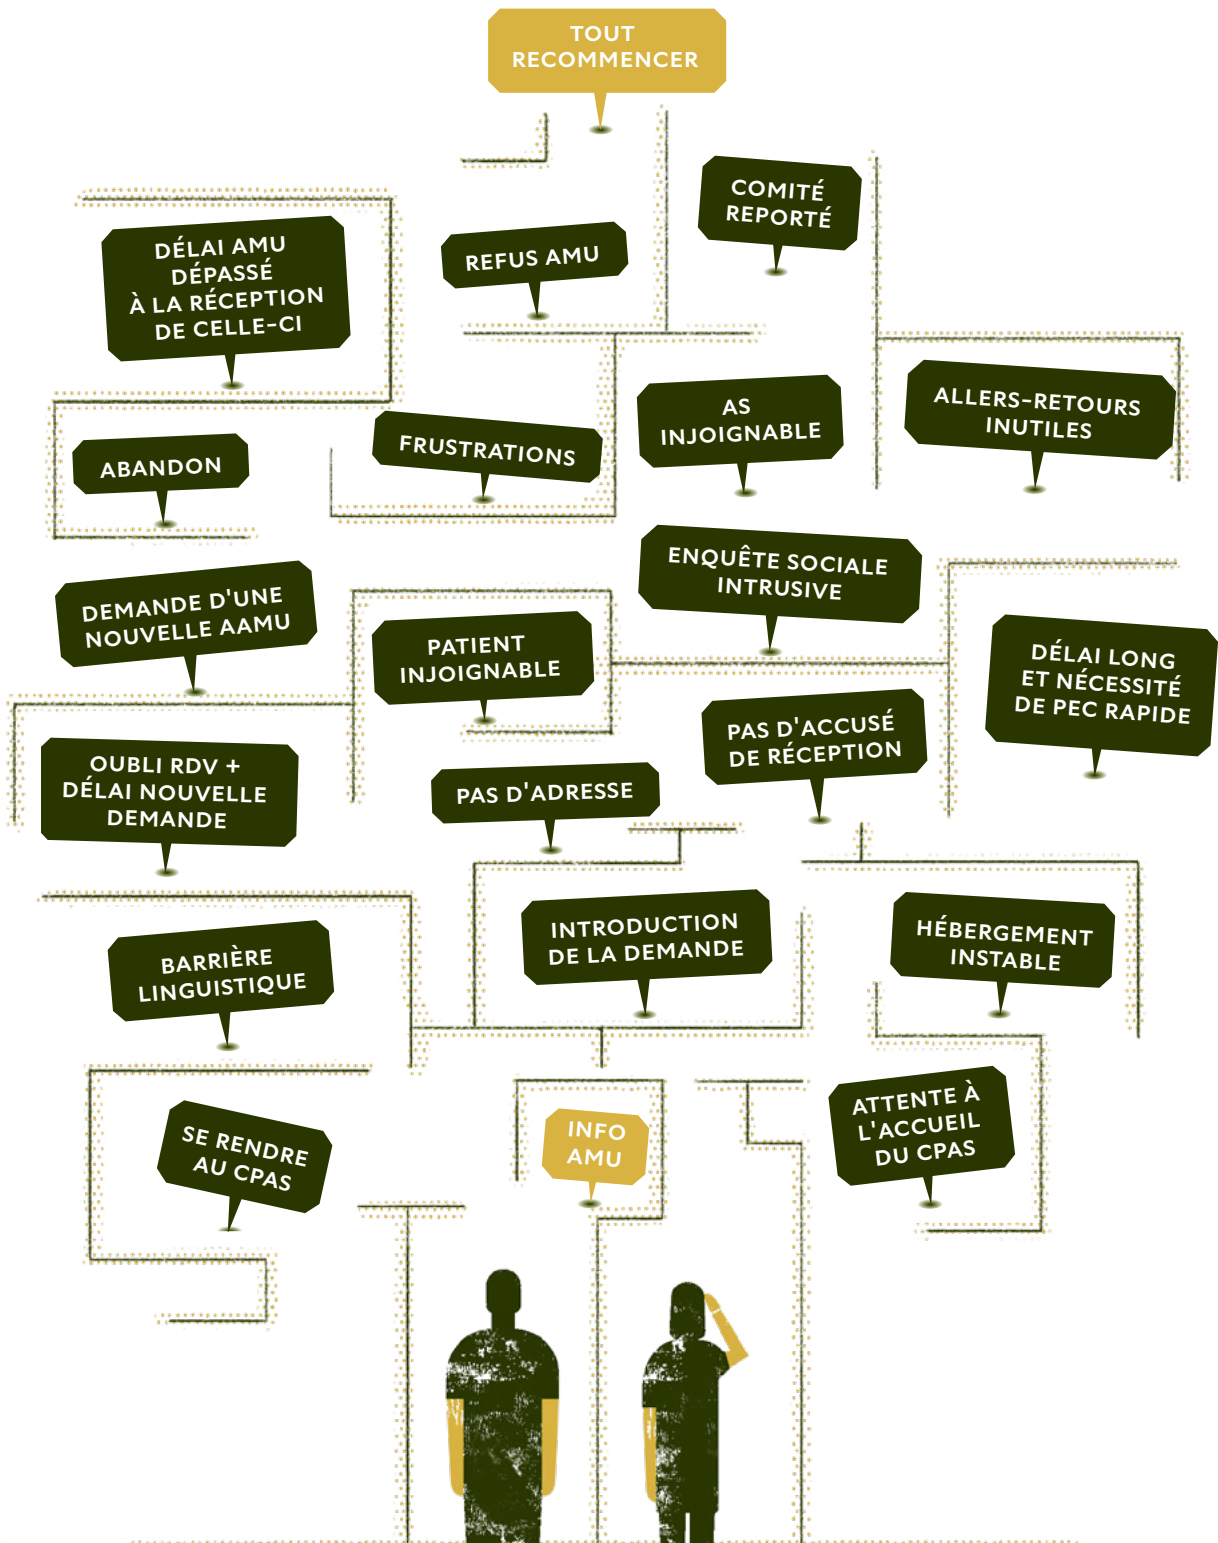 TOUT
RECOMMENCER
COMITÉ
REPORTÉ
DÉLAI AMU
DÉPASSÉ
À LA RÉCEPTION
DE CELLE-CI
REFUS AMU
AS
INJOIGNABLE
ALLERS-RETOURS
INUTILES
FRUSTRATIONS
ABANDON
ENQUÊTE SOCIALE
INTRUSIVE
DEMANDE D'UNE
NOUVELLE AAMU
PATIENT
INJOIGNABLE
DÉLAI LONG
ET NÉCESSITÉ
DE PEC RAPIDE
PAS D'ACCUSÉ
DE RÉCEPTION
OUBLI RDV +
DÉLAI NOUVELLE
DEMANDE
PAS D'ADRESSE
INTRODUCTION
DE LA DEMANDE
HÉBERGEMENT
INSTABLE
BARRIÈRE
LINGUISTIQUE
SE RENDRE
AU CPAS
INFO
AMU
ATTENTE À
L'ACCUEIL
DU CPAS